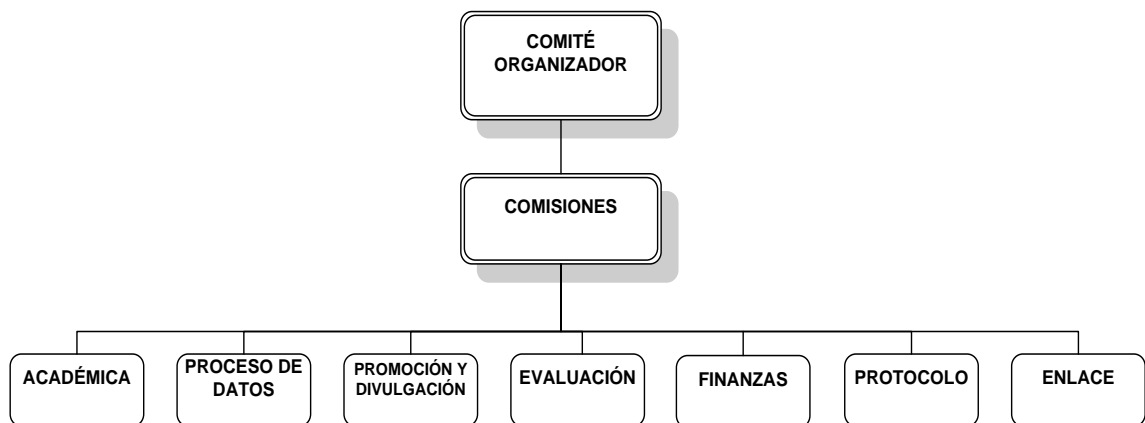 COMITÉ
ORGANIZADOR
COMISIONES
ACADÉMICA
PROCESO DE
DATOS
PROMOCIÓN Y
DIVULGACIÓN
EVALUACIÓN
FINANZAS
PROTOCOLO
ENLACE